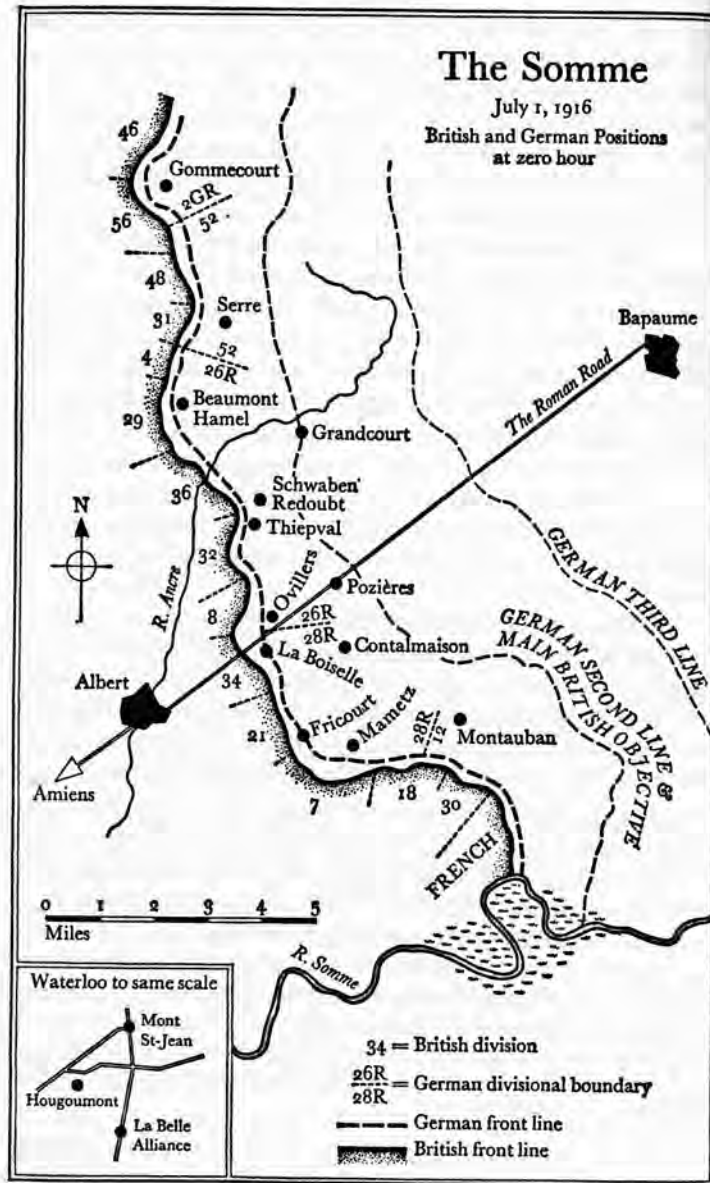 The Somme
July 1, 1916
British and German Positions
at zero hour
46
Gommecourt
2GR
52
56
48
31
Serre
Bapaume
4
52
26R
The Roman Road
Beaumont
Hamel
29
Grandcourt
36
Schwaben
Redoubt
N
Thiepval
32
R. Ancre
GERMAN THIRD LINE
Ovillers
Pozières
8
26R
28R
GERMAN SECOND LINE &
MAIN BRITISH OBJECTIVE
La Boiselle
Contalmaison
Albert
34
Fricourt
Mametz
28R
12
Montauban
21
Amiens
7
18
30
FRENCH
0 1 2 3 4 5
Miles
R. Somme
Waterloo to same scale
Mont
St-Jean
Hougoumont
La Belle
Alliance
34 = British division
26R
28R
= German divisional boundary
German front line
British front line